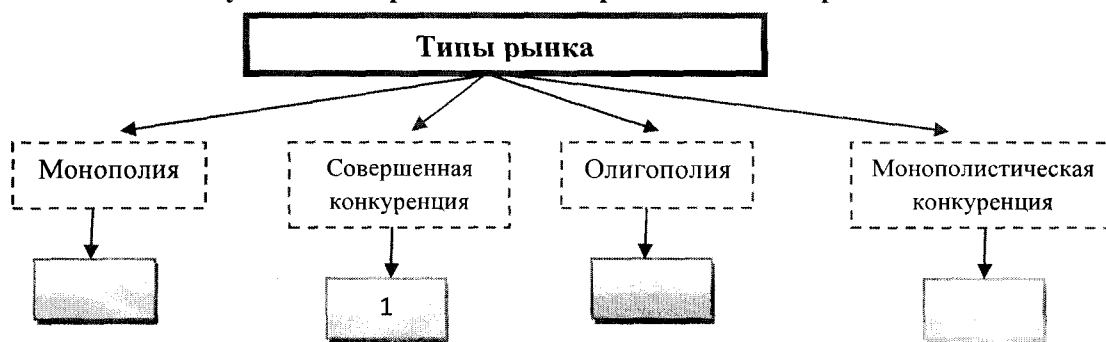 Типы рынка
Монополия
Совершенная
конкуренция
Олигополия
Монополистическая
конкуренция
1